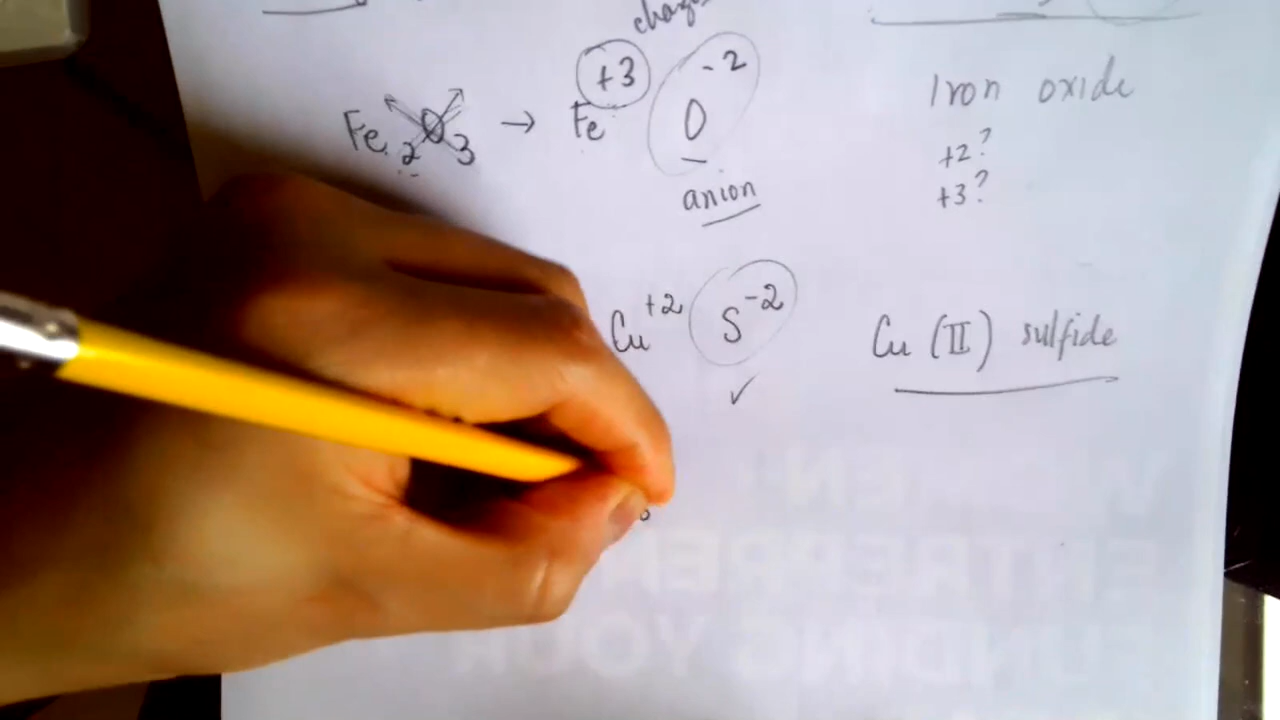 charge
Fe2O3 → Fe +3 O -2
anion
Iron oxide
+2?
+3?
Cu +2 S -2 ✓
Cu (II) sulfide